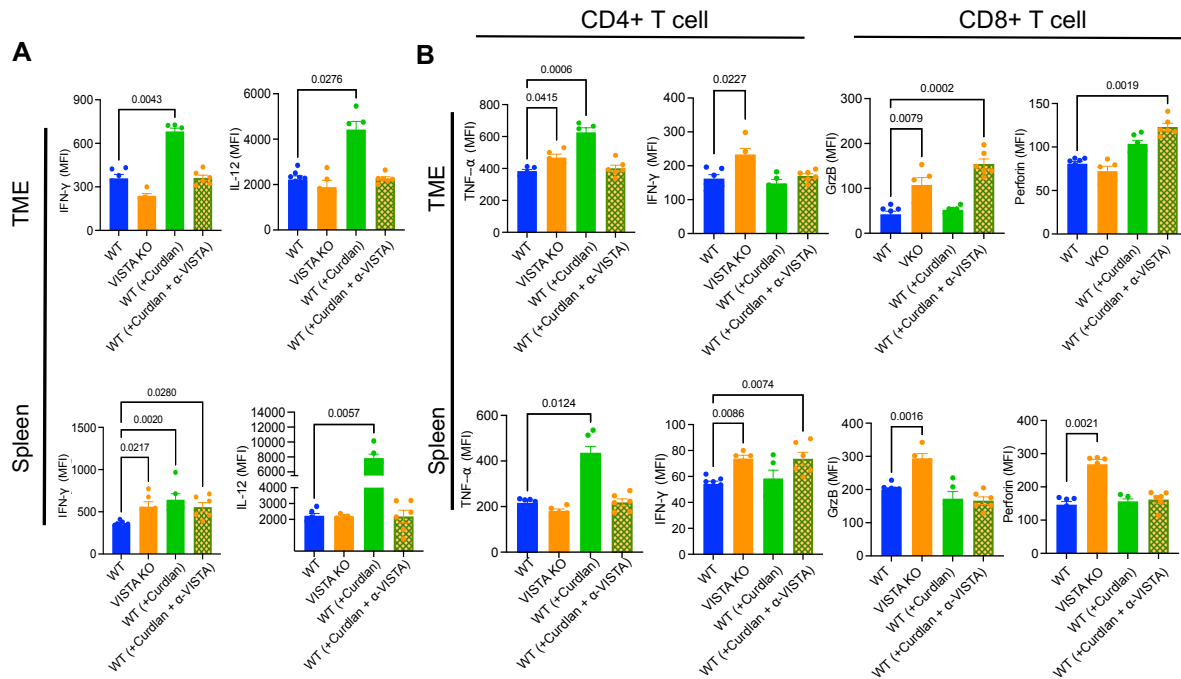 CD4+ T cell
CD8+ T cell
A
B
TME
0.0043
IFN-γ (MFI)
900
600
300
0
WT
VISTA KO
WT (+Curdlan)
WT (+Curdlan + α-VISTA)
0.0276
IL-12 (MFI)
6000
4000
2000
0
WT
VISTA KO
WT (+Curdlan)
WT (+Curdlan + α-VISTA)
TME
0.0006
0.0415
TNF-α (MFI)
600
400
200
0
WT
VISTA KO
WT (+Curdlan)
WT (+Curdlan + α-VISTA)
0.0227
IFN-γ (MFI)
400
300
200
100
0
WT
VISTA KO
WT (+Curdlan)
WT (+Curdlan + α-VISTA)
0.0002
0.0079
GrzB (MFI)
300
200
100
0
WT
VKO
WT (+Curdlan)
WT (+Curdlan + α-VISTA)
0.0019
Perforin (MFI)
150
100
50
0
WT
VISTA KO
WT (+Curdlan)
WT (+Curdlan + α-VISTA)
Spleen
0.0280
0.0020
0.0217
IFN-γ (MFI)
1500
1000
500
0
WT
VISTA KO
WT (+Curdlan)
WT (+Curdlan + α-VISTA)
0.0057
IL-12 (MFI)
14000
12000
10000
8000
6000
4000
3000
2000
WT
VISTA KO
WT (+Curdlan)
WT (+Curdlan + α-VISTA)
Spleen
0.0124
TNF-α (MFI)
600
400
200
0
WT
VISTA KO
WT (+Curdlan)
WT (+Curdlan + α-VISTA)
0.0074
0.0086
IFN-γ (MFI)
100
80
60
40
20
0
WT
VISTA KO
WT (+Curdlan)
WT (+Curdlan + α-VISTA)
0.0016
GrzB (MFI)
400
300
200
100
0
WT
VISTA KO
WT (+Curdlan)
WT (+Curdlan + α-VISTA)
0.0021
Perforin (MFI)
400
300
200
100
0
WT
VISTA KO
WT (+Curdlan)
WT (+Curdlan + α-VISTA)